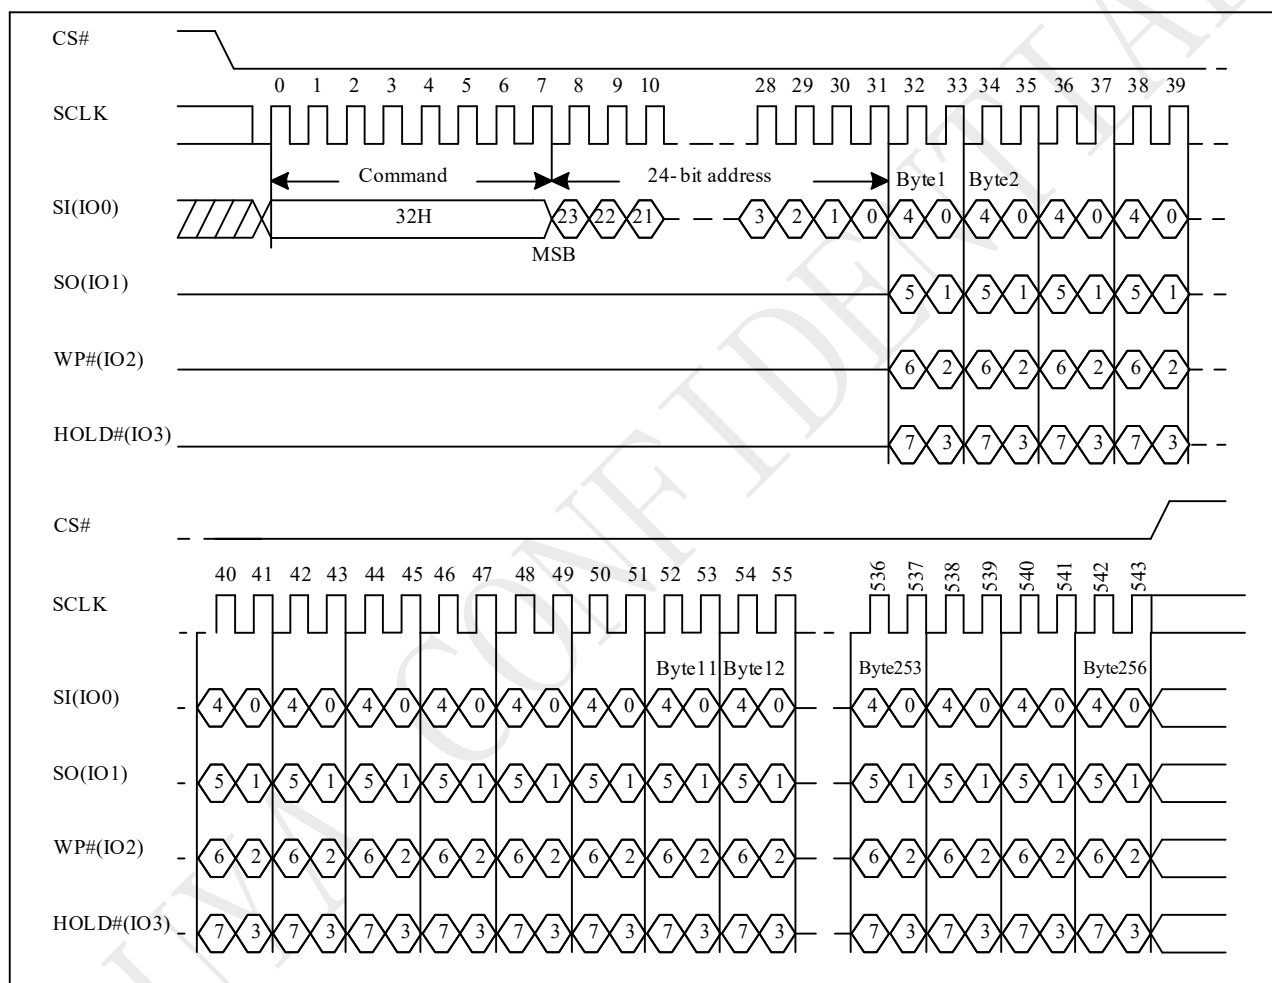 CS#
0 1 2 3 4 5 6 7 8 9 10 28 29 30 31 32 33 34 35 36 37 38 39
SCLK
Command 24-bit address Byte1 Byte2
SI(IO0) 32H 23 22 21 3 2 1 0 4 0 4 0 4 0 4 0
MSB
SO(IO1) 5 1 5 1 5 1 5 1
WP#(IO2) 6 2 6 2 6 2 6 2
HOLD#(IO3) 7 3 7 3 7 3 7 3
CS#
40 41 42 43 44 45 46 47 48 49 50 51 52 53 54 55 536 537 538 539 540 541 542 543
SCLK
Byte11 Byte12 Byte253 Byte256
SI(IO0) 4 0 4 0 4 0 4 0 4 0 4 0 4 0 4 0 4 0 4 0 4 0 4 0
SO(IO1) 5 1 5 1 5 1 5 1 5 1 5 1 5 1 5 1 5 1 5 1 5 1 5 1
WP#(IO2) 6 2 6 2 6 2 6 2 6 2 6 2 6 2 6 2 6 2 6 2 6 2 6 2
HOLD#(IO3) 7 3 7 3 7 3 7 3 7 3 7 3 7 3 7 3 7 3 7 3 7 3 7 3